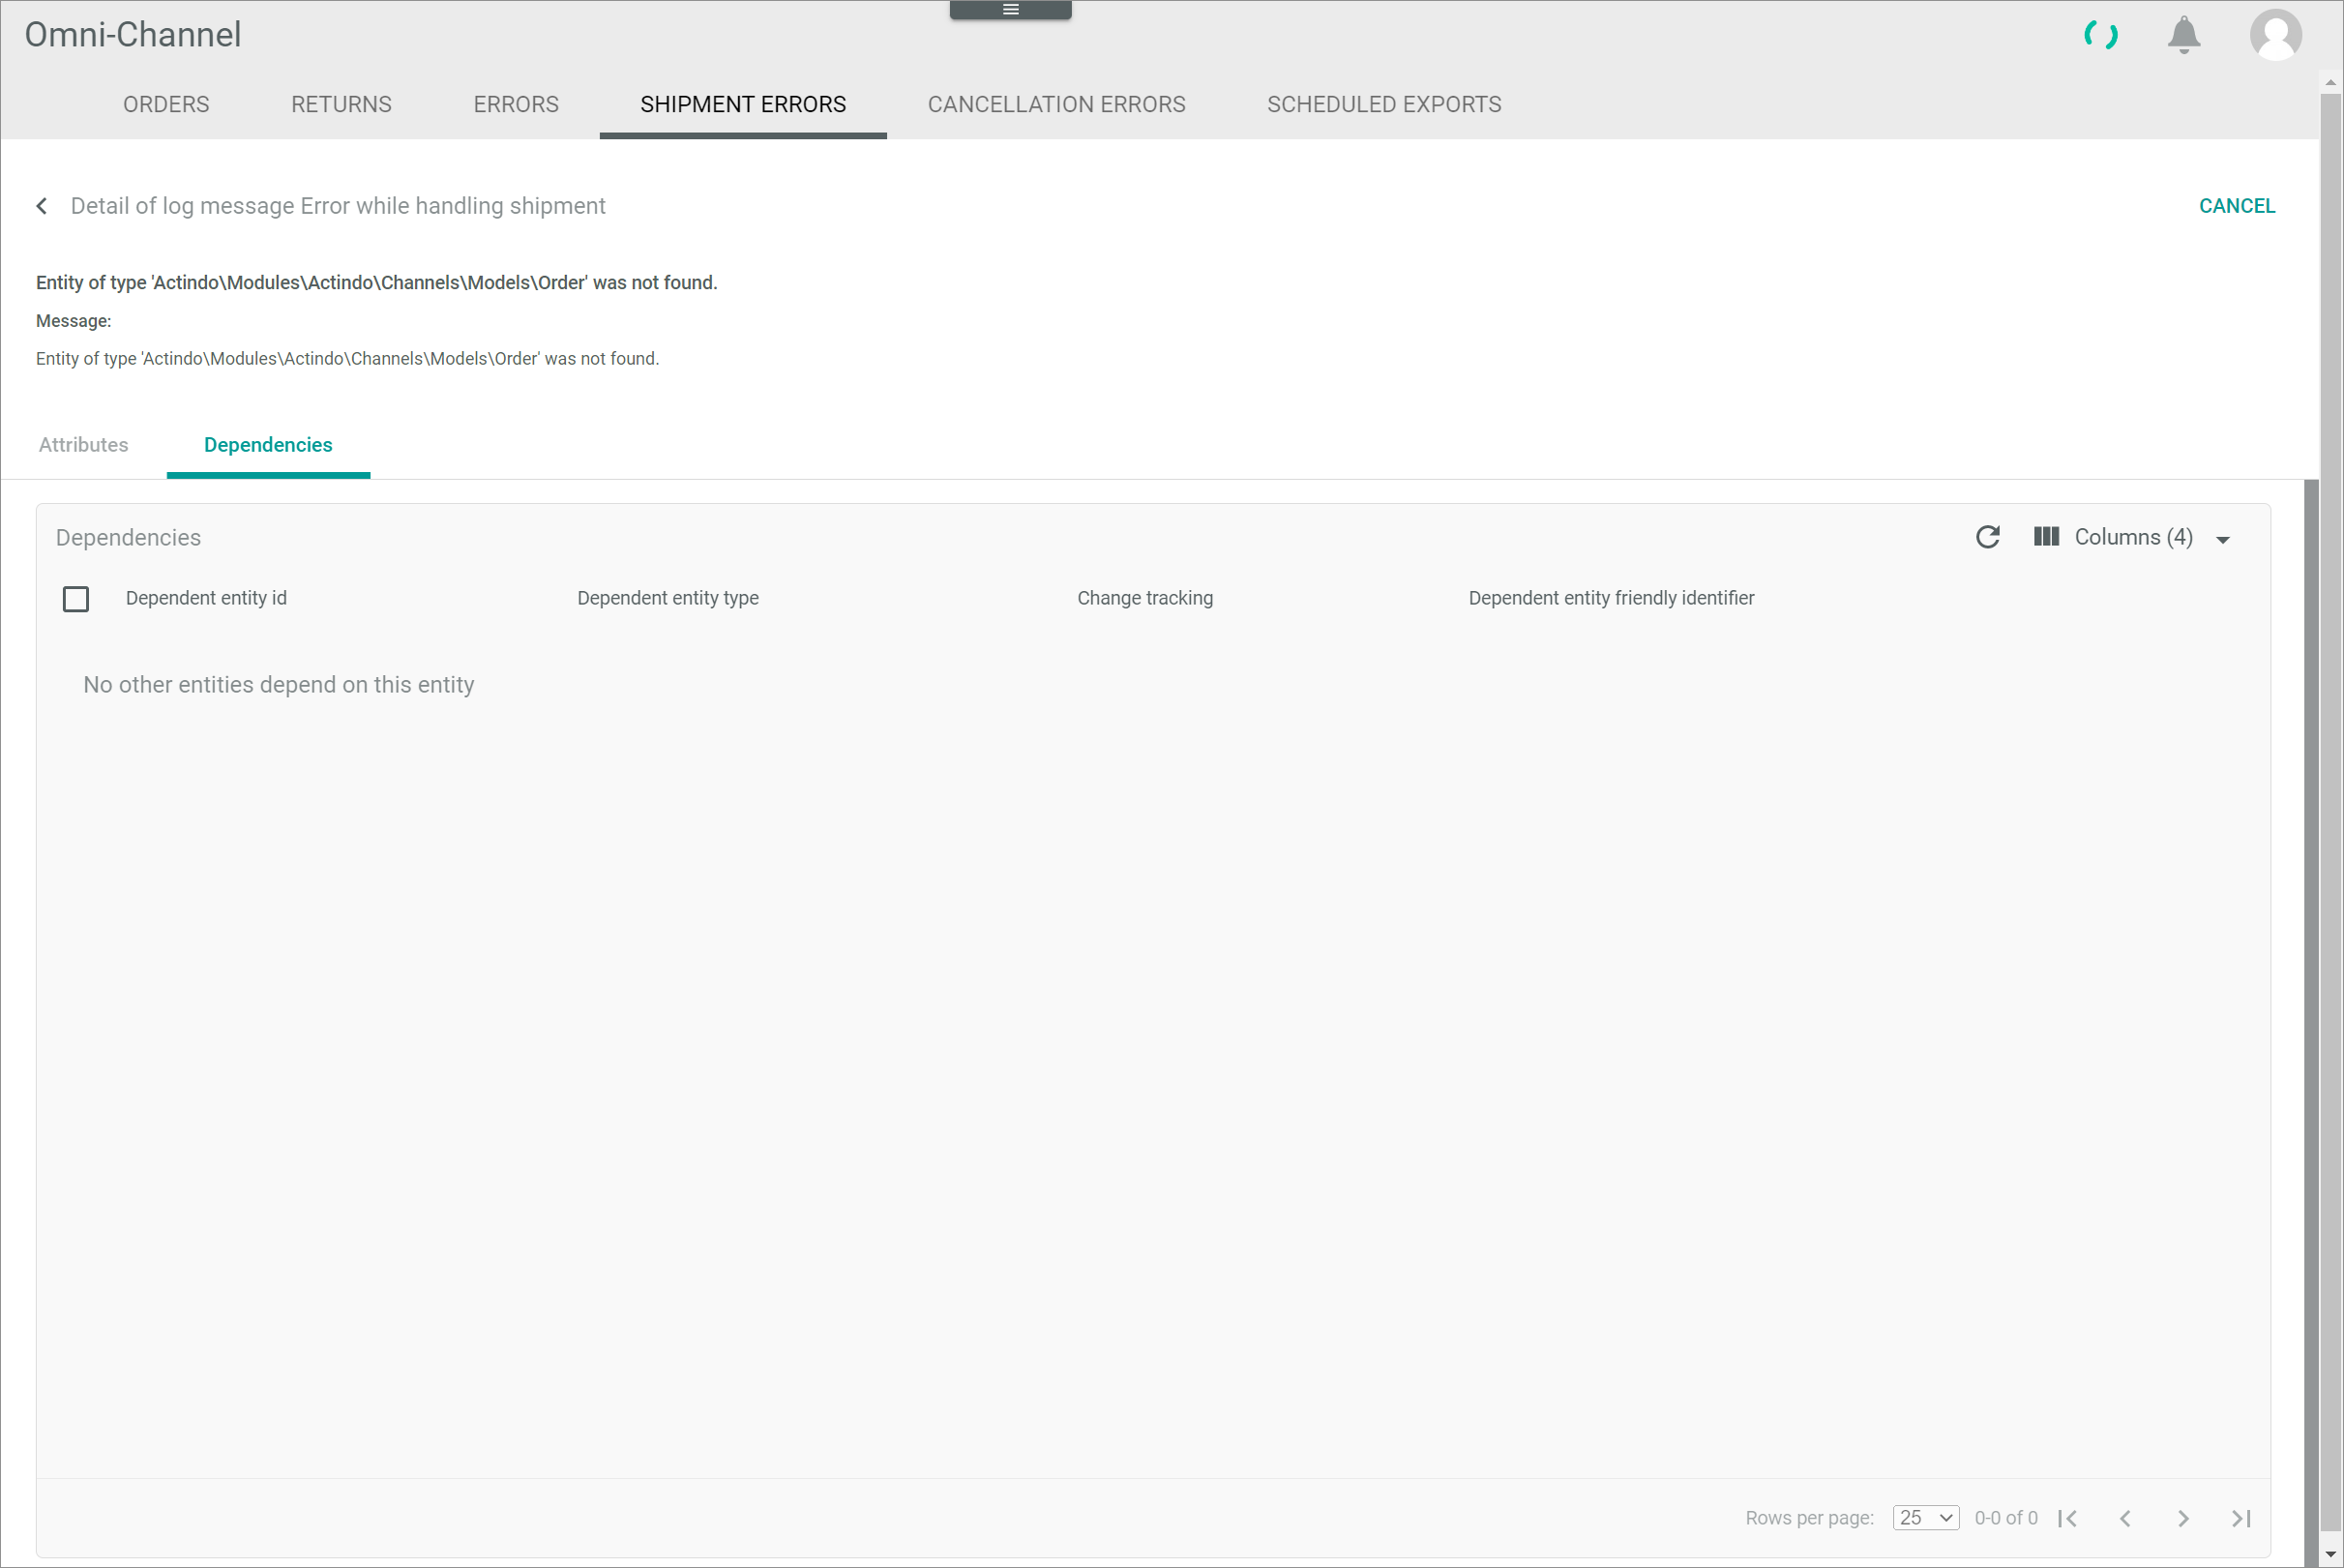 Omni-Channel
ORDERS RETURNS ERRORS SHIPMENT ERRORS CANCELLATION ERRORS SCHEDULED EXPORTS
Detail of log message Error while handling shipment CANCEL
Entity of type 'Actindo\Modules\Actindo\Channels\Models\Order' was not found.
Message:
Entity of type 'Actindo\Modules\Actindo\Channels\Models\Order' was not found.
Attributes Dependencies
Dependencies Columns (4)
Dependent entity id Dependent entity type Change tracking Dependent entity friendly identifier
No other entities depend on this entity
Rows per page: 25 0-0 of 0